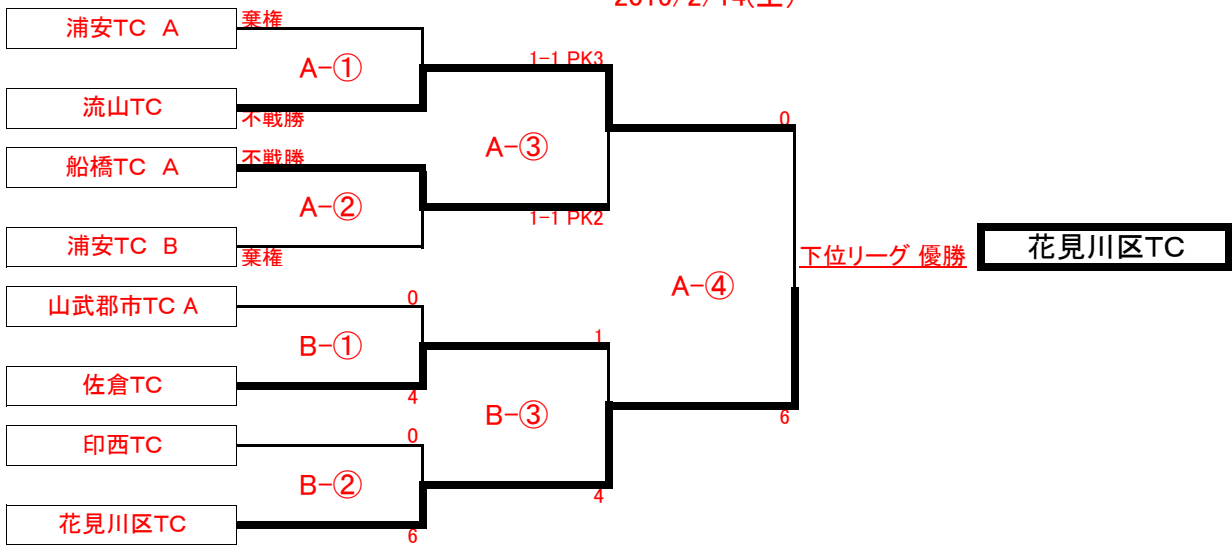 浦安TC A
棄権
A-①
流山TC
不戦勝
船橋TC A
不戦勝
A-②
浦安TC B
棄権
山武郡市TC A
0
B-①
佐倉TC
4
印西TC
0
B-②
花見川区TC
6
1-1 PK3
A-③
1-1 PK2
1
B-③
4
0
A-④
6
下位リーグ 優勝
花見川区TC